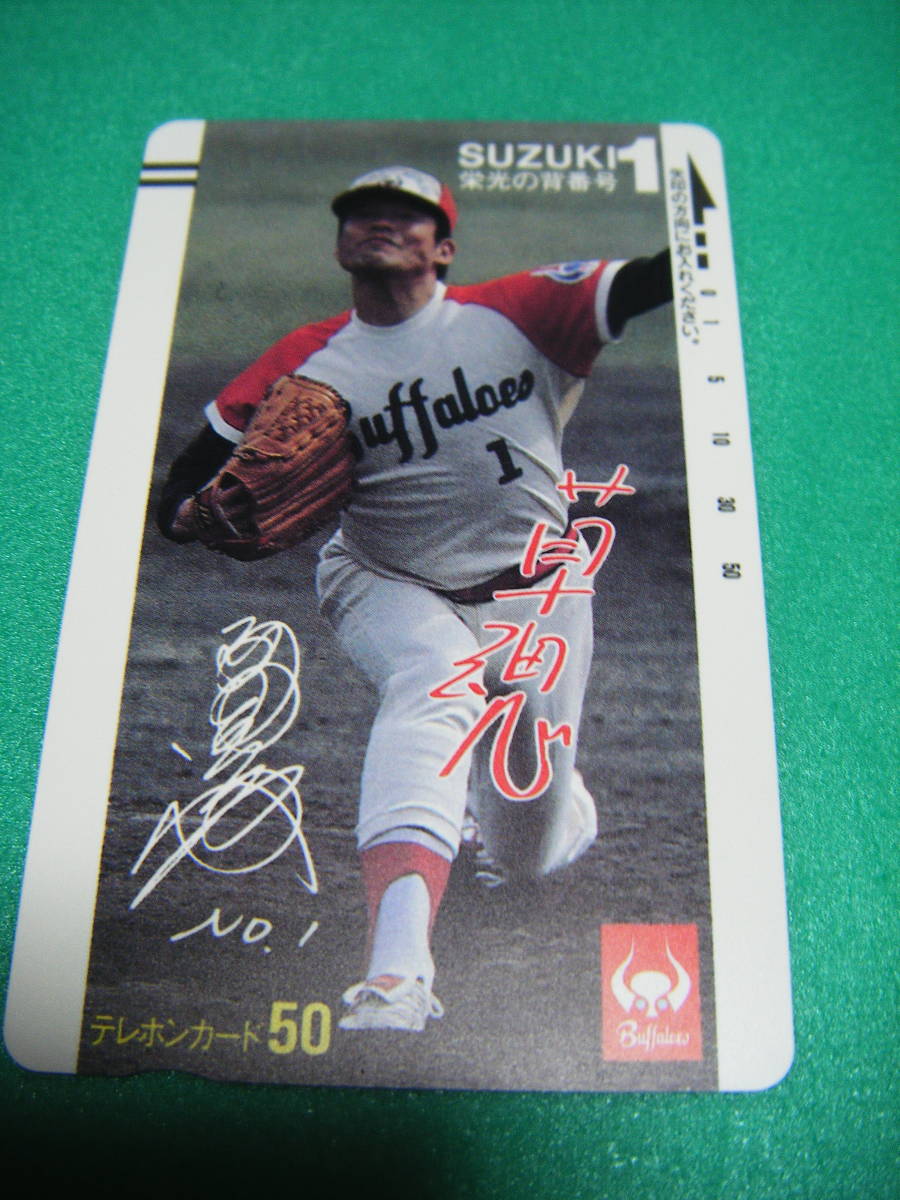 SUZUKI 1
栄光の背番号
矢印の方向にお入れください。
0 1 5 10 30 50
Buffaloes
1
草魂
No. 1
テレホンカード50
Buffaloes